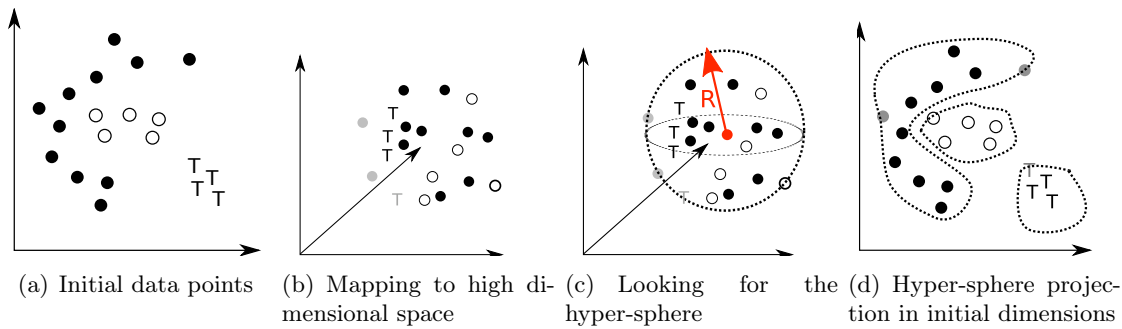 T
T
T
T
(a) Initial data points
T
T
T
T
(b) Mapping to high di-
mensional space
T
R
T
T
T
(c) Looking for the
hyper-sphere
T
T
T
T
(d) Hyper-sphere projec-
tion in initial dimensions